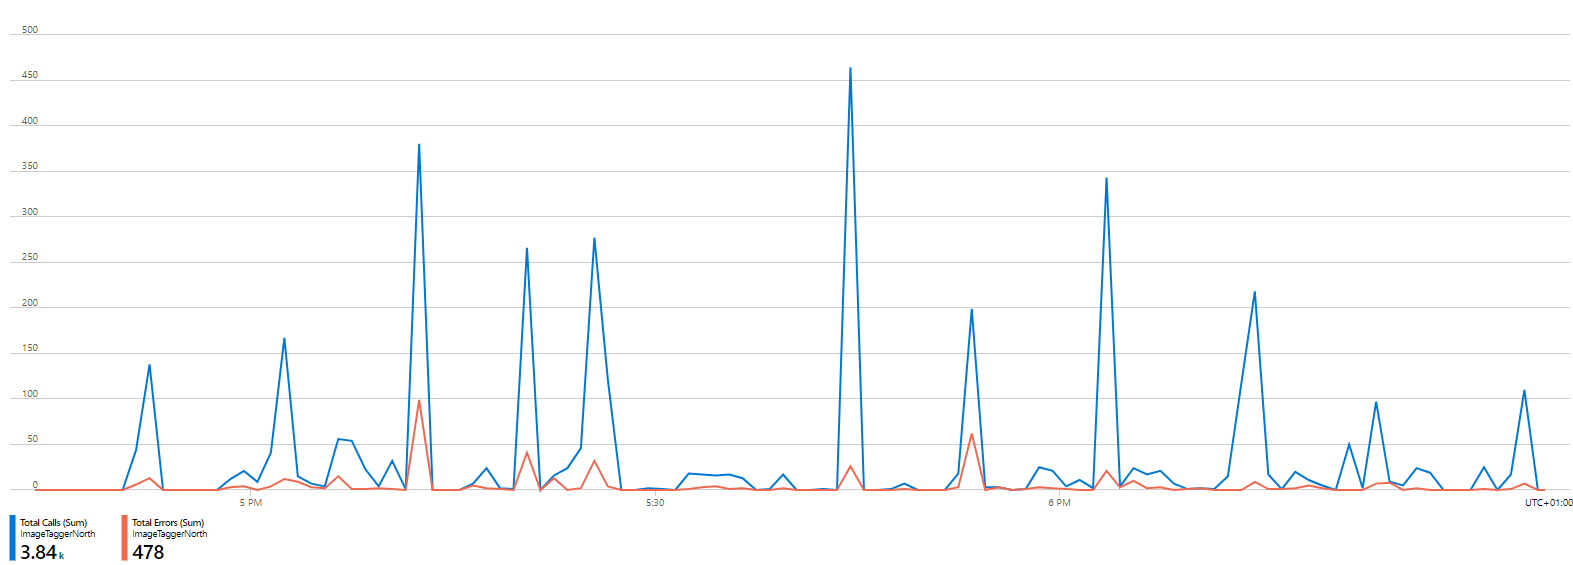 500
450
400
350
300
250
200
150
100
50
0
5 PM 5:30 6 PM UTC+01:00
Total Calls (Sum) Total Errors (Sum)
ImageTaggerNorth ImageTaggerNorth
3.84 k 478